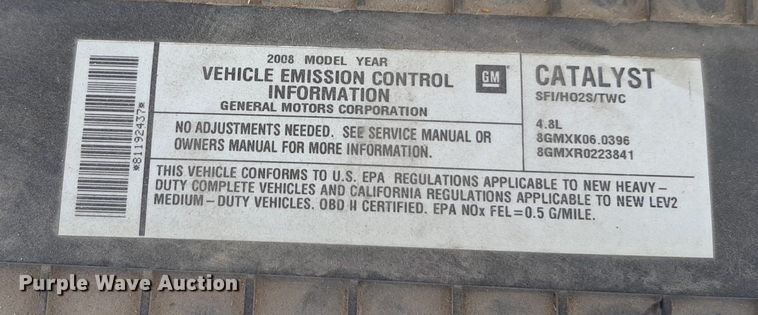 *81192437*
2008 MODEL YEAR
VEHICLE EMISSION CONTROL
INFORMATION
GENERAL MOTORS CORPORATION
GM
CATALYST
SFI/HO2S/TWC
NO ADJUSTMENTS NEEDED. SEE SERVICE MANUAL OR
OWNERS MANUAL FOR MORE INFORMATION.
4.8L
8GMXK06.0396
8GMXR0223841
THIS VEHICLE CONFORMS TO U.S. EPA REGULATIONS APPLICABLE TO NEW HEAVY-
DUTY COMPLETE VEHICLES AND CALIFORNIA REGULATIONS APPLICABLE TO NEW LEV2
MEDIUM-DUTY VEHICLES. OBD II CERTIFIED. EPA NOx FEL=0.5 G/MILE.
Purple Wave Auction